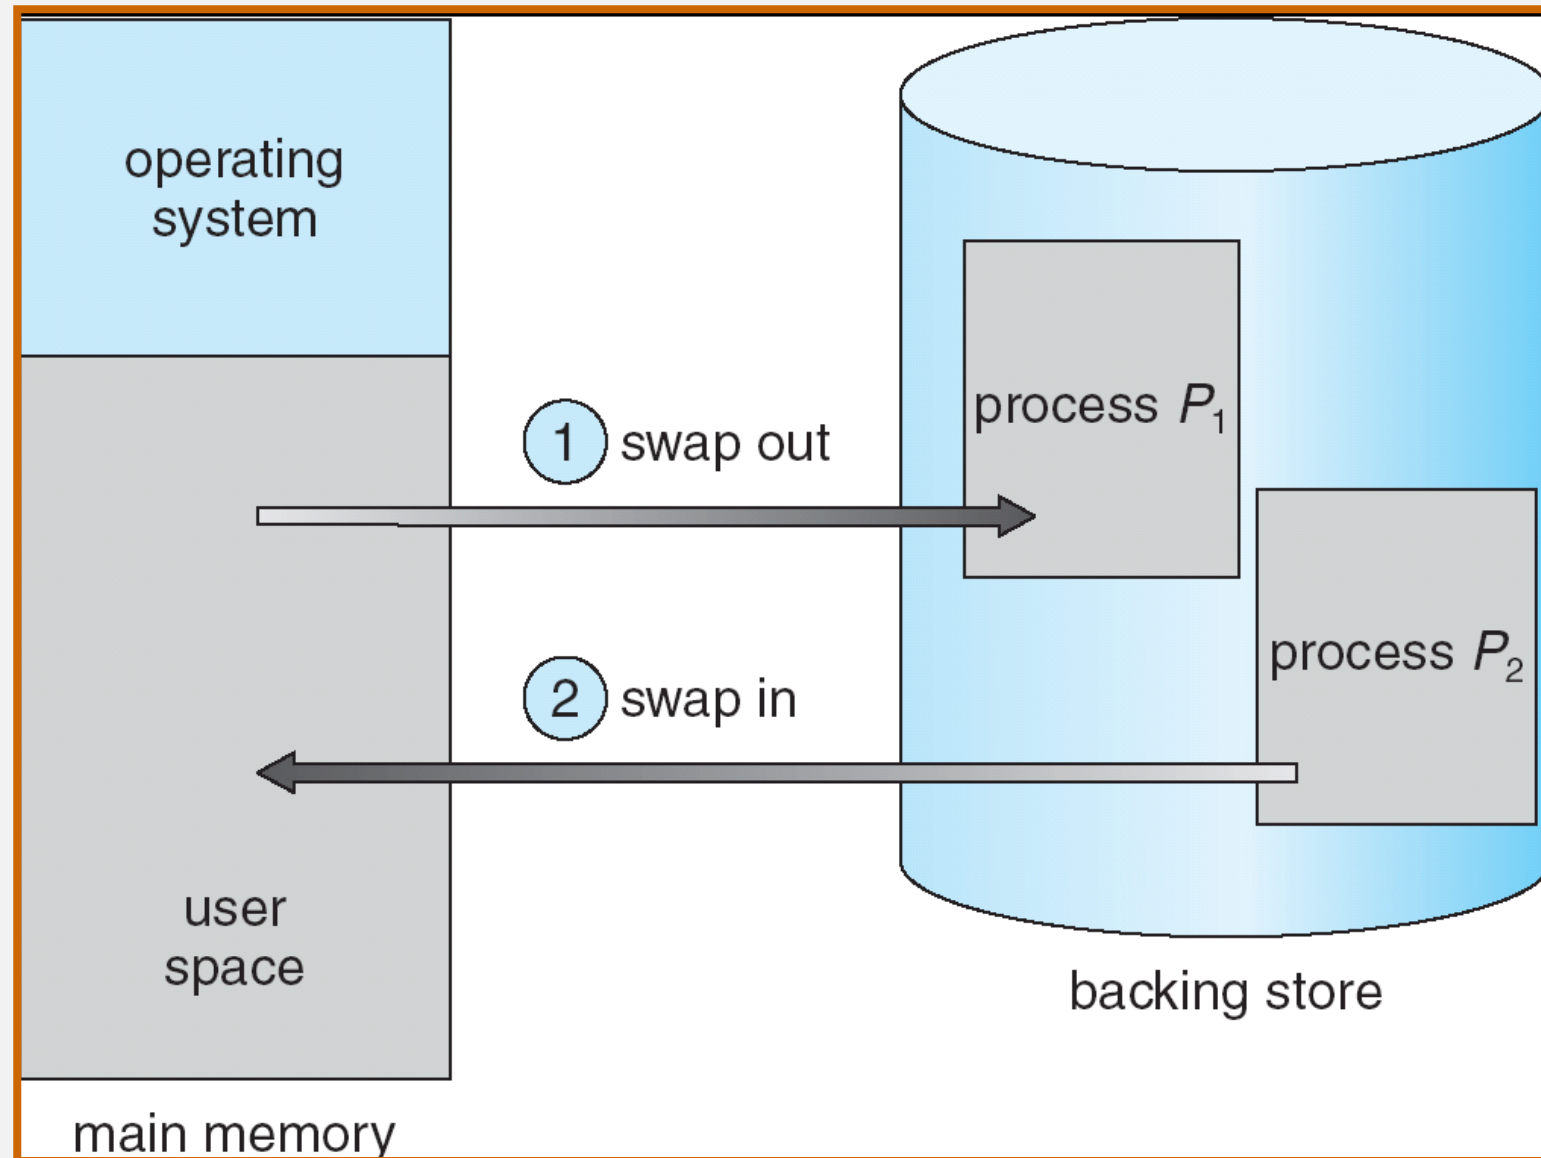 operating
system
1 swap out
process P₁
process P₂
2 swap in
user
space
backing store
main memory